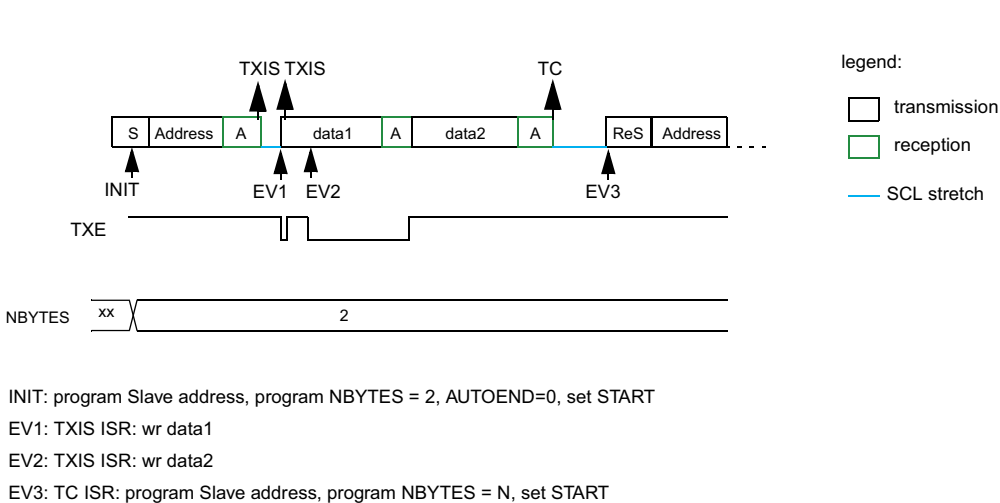 TXIS TXIS TC
legend:
transmission
S Address A data1 A data2 A ReS Address
reception
INIT EV1 EV2 EV3
SCL stretch
TXE
NBYTES xx 2
INIT: program Slave address, program NBYTES = 2, AUTOEND=0, set START
EV1: TXIS ISR: wr data1
EV2: TXIS ISR: wr data2
EV3: TC ISR: program Slave address, program NBYTES = N, set START